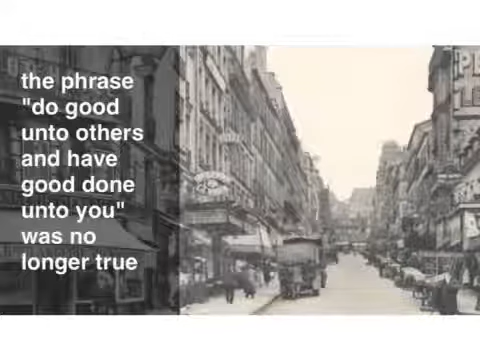 the phrase
"do good
unto others
and have
good done
unto you"
was no
longer true